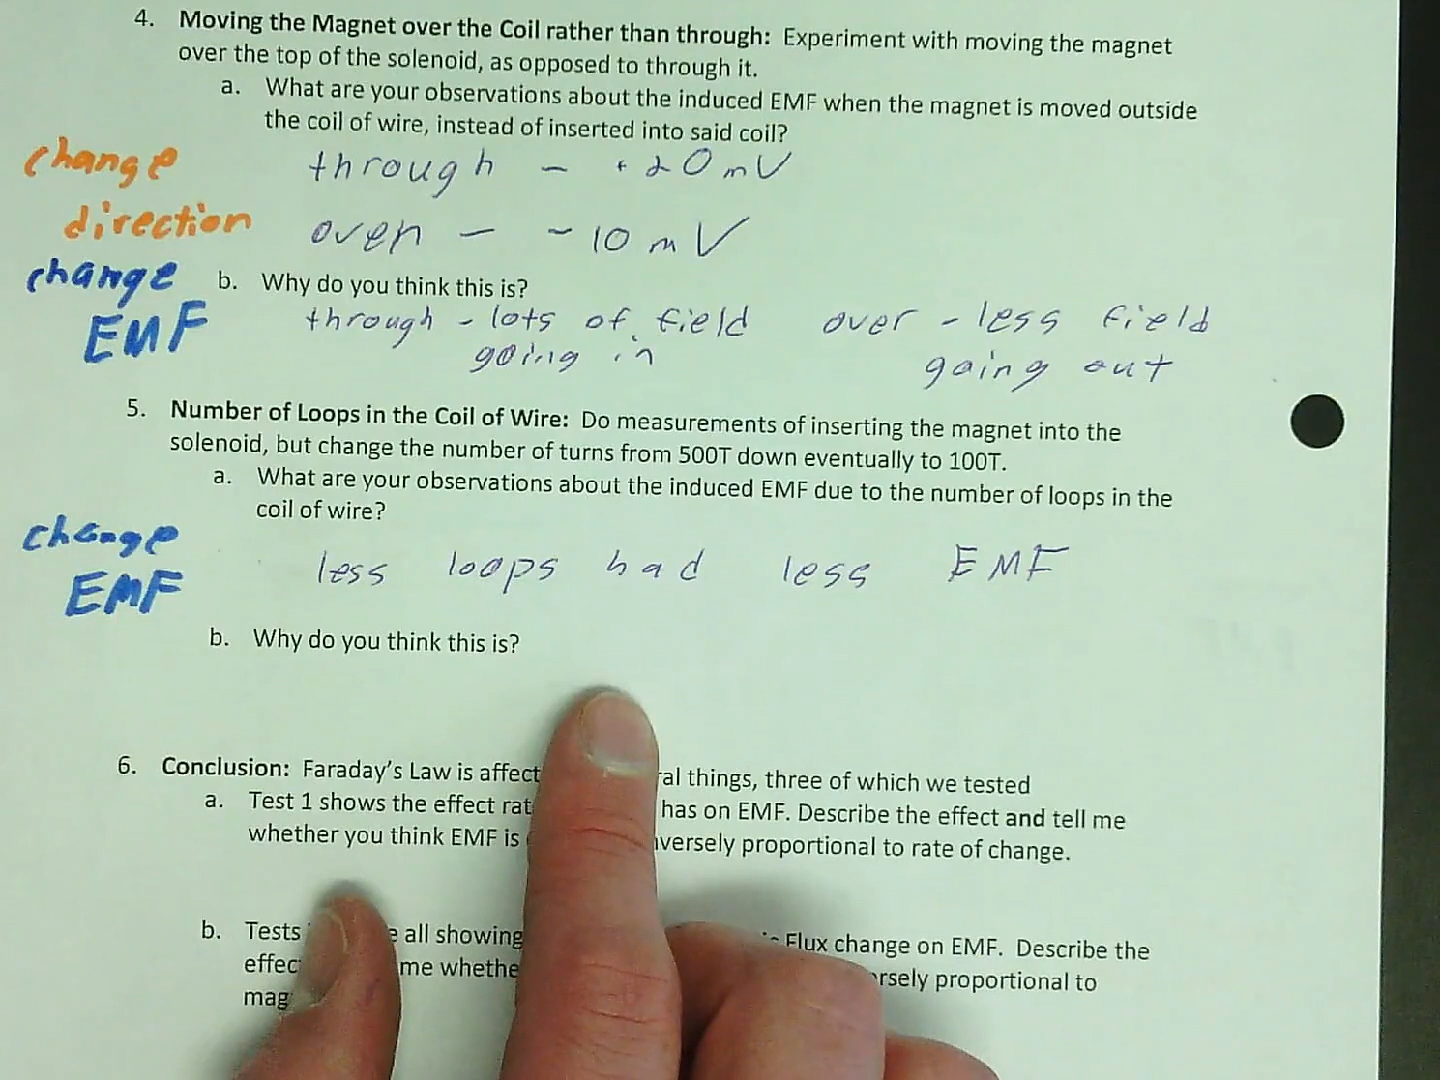 4. Moving the Magnet over the Coil rather than through: Experiment with moving the magnet
over the top of the solenoid, as opposed to through it.
a. What are your observations about the induced EMF when the magnet is moved outside
the coil of wire, instead of inserted into said coil?
change
direction
through - +20mV
over - -10mV
change
EMF
b. Why do you think this is?
through - lots of field
going in
over - less field
going out
5. Number of Loops in the Coil of Wire: Do measurements of inserting the magnet into the
solenoid, but change the number of turns from 500T down eventually to 100T.
a. What are your observations about the induced EMF due to the number of loops in the
coil of wire?
change
EMF
less loops had less EMF
b. Why do you think this is?
6. Conclusion: Faraday's Law is affect al things, three of which we tested
a. Test 1 shows the effect rat has on EMF. Describe the effect and tell me
whether you think EMF is versely proportional to rate of change.
b. Tests all showing Flux change on EMF. Describe the
effec me whethe rsely proportional to
mag